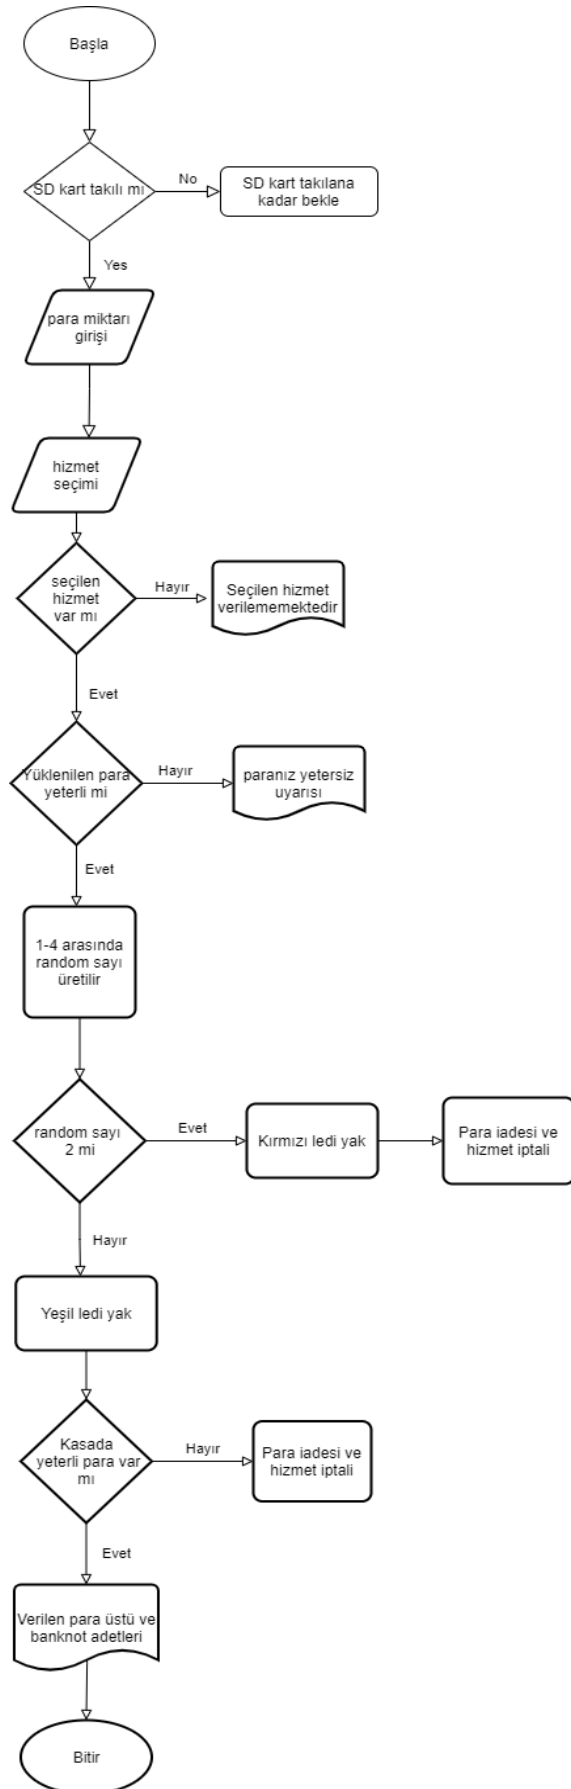 Başla
SD kart takılı mı
No
SD kart takılana
kadar bekle
Yes
para miktarı
girişi
hizmet
seçimi
seçilen
hizmet
var mı
Hayır
Seçilen hizmet
verilememektedir
Evet
Yüklenilen para
yeterli mi
Hayır
paranız yetersiz
uyarısı
Evet
1-4 arasında
random sayı
üretilir
random sayı
2 mi
Evet
Kırmızı ledi yak
Para iadesi ve
hizmet iptali
Hayır
Yeşil ledi yak
Kasada
yeterli para var
mı
Hayır
Para iadesi ve
hizmet iptali
Evet
Verilen para üstü ve
banknot adetleri
Bitir